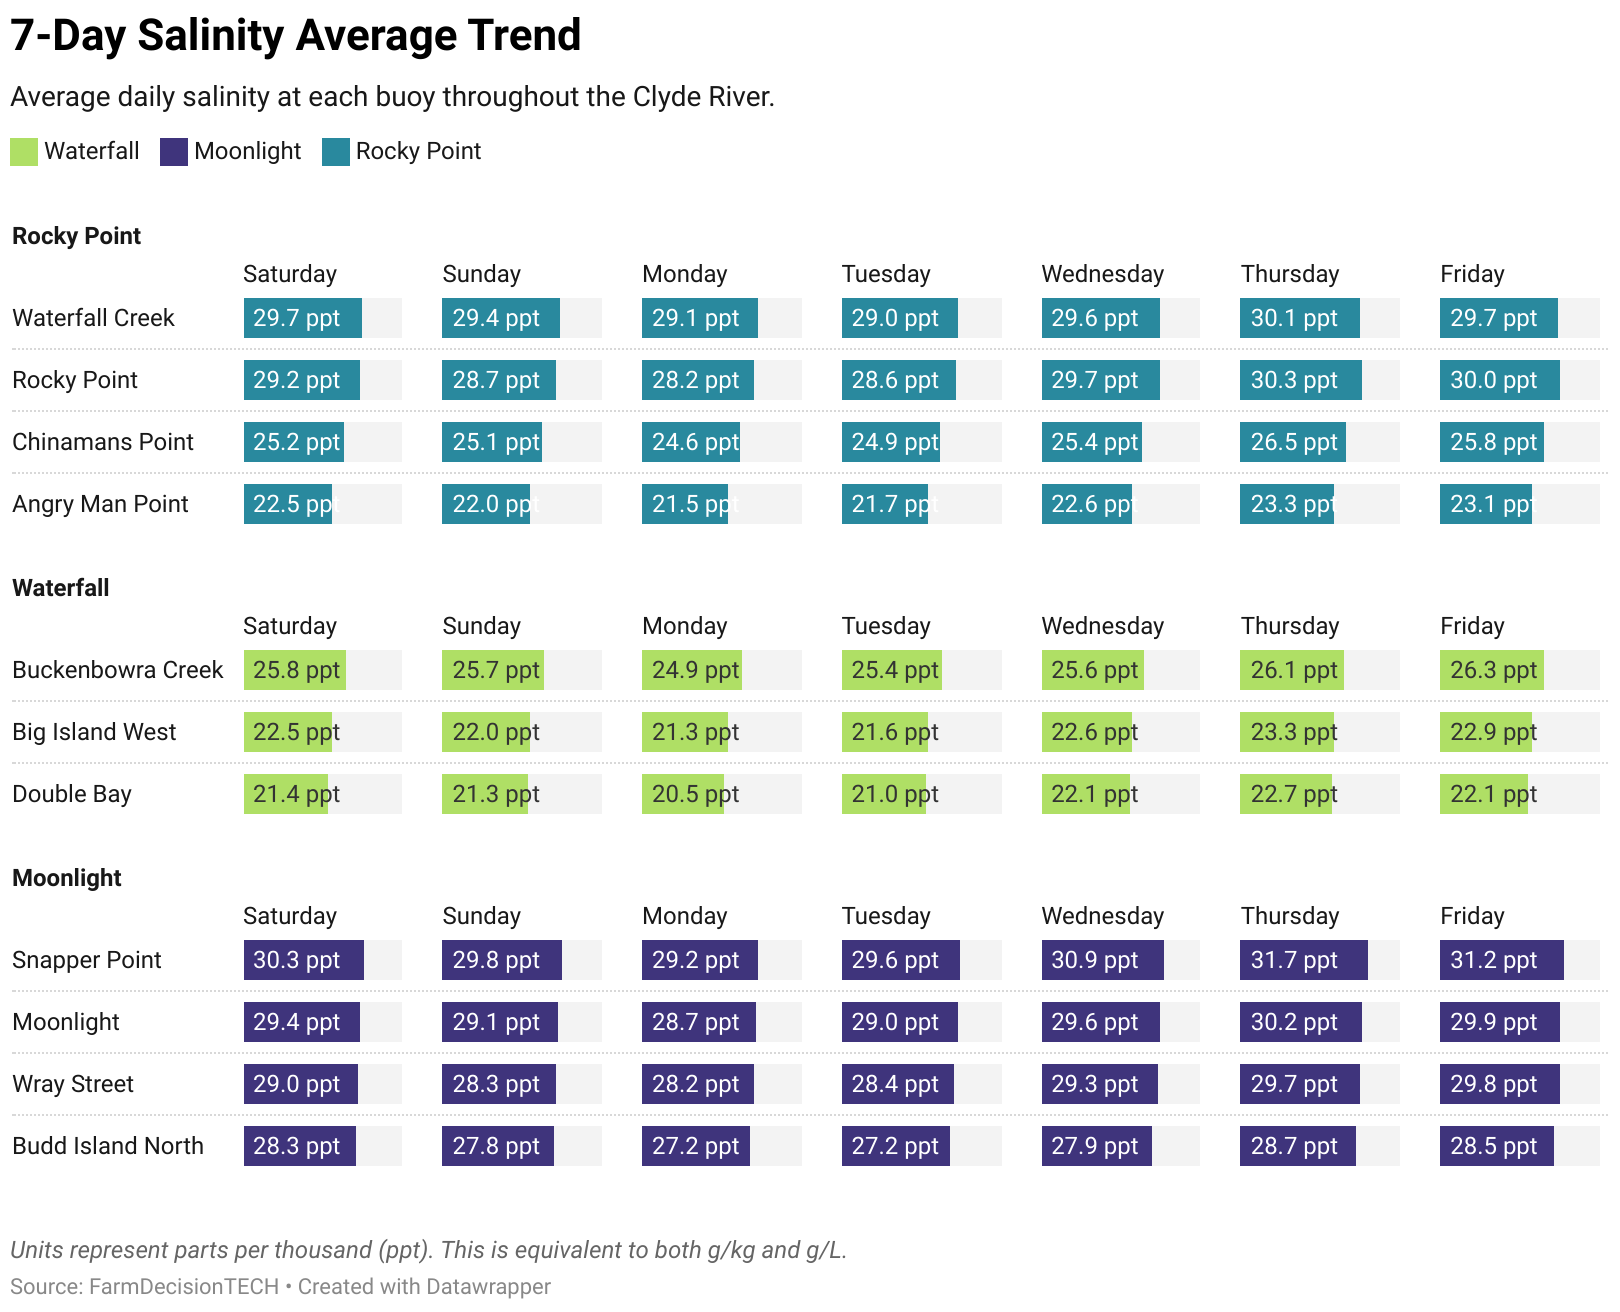 7-Day Salinity Average Trend
Average daily salinity at each buoy throughout the Clyde River.
Waterfall Moonlight Rocky Point
Rocky Point
Saturday Sunday Monday Tuesday Wednesday Thursday Friday
Waterfall Creek 29.7 ppt 29.4 ppt 29.1 ppt 29.0 ppt 29.6 ppt 30.1 ppt 29.7 ppt
Rocky Point 29.2 ppt 28.7 ppt 28.2 ppt 28.6 ppt 29.7 ppt 30.3 ppt 30.0 ppt
Chinamans Point 25.2 ppt 25.1 ppt 24.6 ppt 24.9 ppt 25.4 ppt 26.5 ppt 25.8 ppt
Angry Man Point 22.5 ppt 22.0 ppt 21.5 ppt 21.7 ppt 22.6 ppt 23.3 ppt 23.1 ppt
Waterfall
Saturday Sunday Monday Tuesday Wednesday Thursday Friday
Buckenbowra Creek 25.8 ppt 25.7 ppt 24.9 ppt 25.4 ppt 25.6 ppt 26.1 ppt 26.3 ppt
Big Island West 22.5 ppt 22.0 ppt 21.3 ppt 21.6 ppt 22.6 ppt 23.3 ppt 22.9 ppt
Double Bay 21.4 ppt 21.3 ppt 20.5 ppt 21.0 ppt 22.1 ppt 22.7 ppt 22.1 ppt
Moonlight
Saturday Sunday Monday Tuesday Wednesday Thursday Friday
Snapper Point 30.3 ppt 29.8 ppt 29.2 ppt 29.6 ppt 30.9 ppt 31.7 ppt 31.2 ppt
Moonlight 29.4 ppt 29.1 ppt 28.7 ppt 29.0 ppt 29.6 ppt 30.2 ppt 29.9 ppt
Wray Street 29.0 ppt 28.3 ppt 28.2 ppt 28.4 ppt 29.3 ppt 29.7 ppt 29.8 ppt
Budd Island North 28.3 ppt 27.8 ppt 27.2 ppt 27.2 ppt 27.9 ppt 28.7 ppt 28.5 ppt
Units represent parts per thousand (ppt). This is equivalent to both g/kg and g/L.
Source: FarmDecisionTECH • Created with Datawrapper